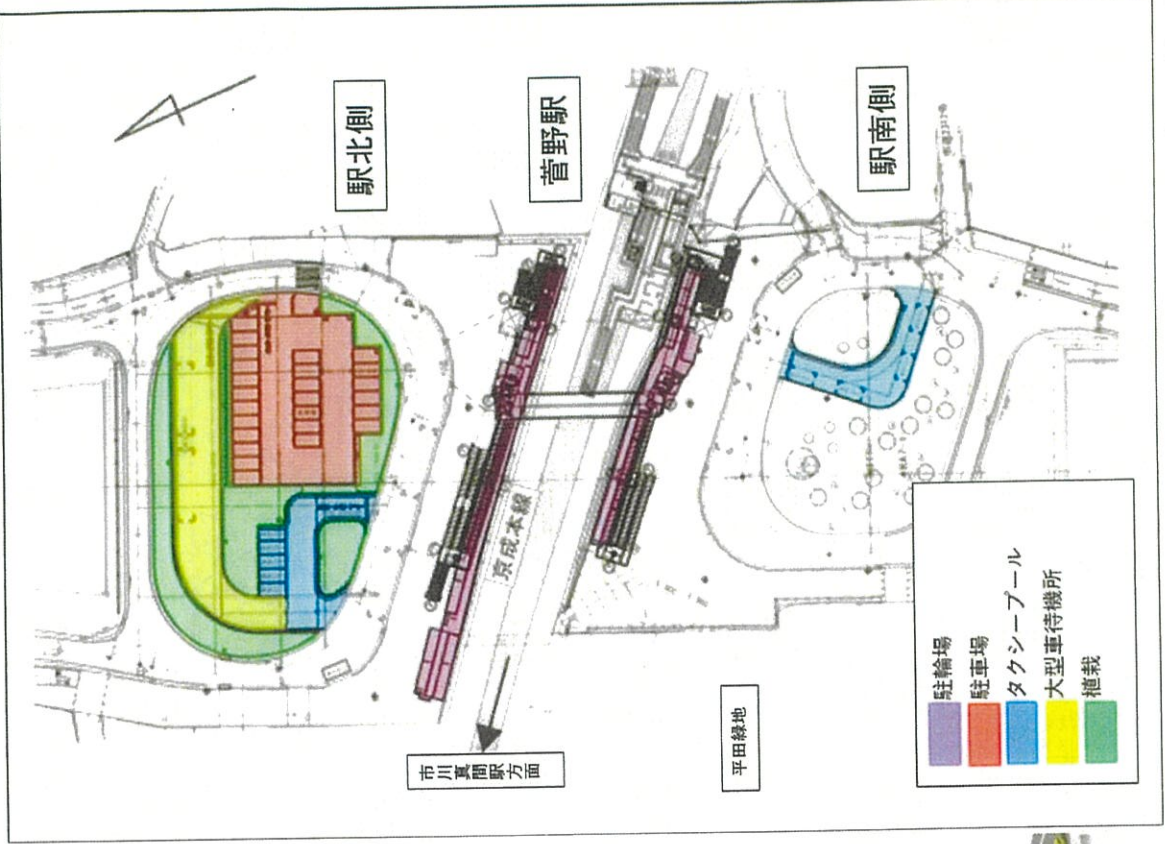 駅北側
菅野駅
駅南側
京成本線
市川真間駅方面
平田緑地
駐輪場
駐車場
タクシープール
大型車待機所
植栽